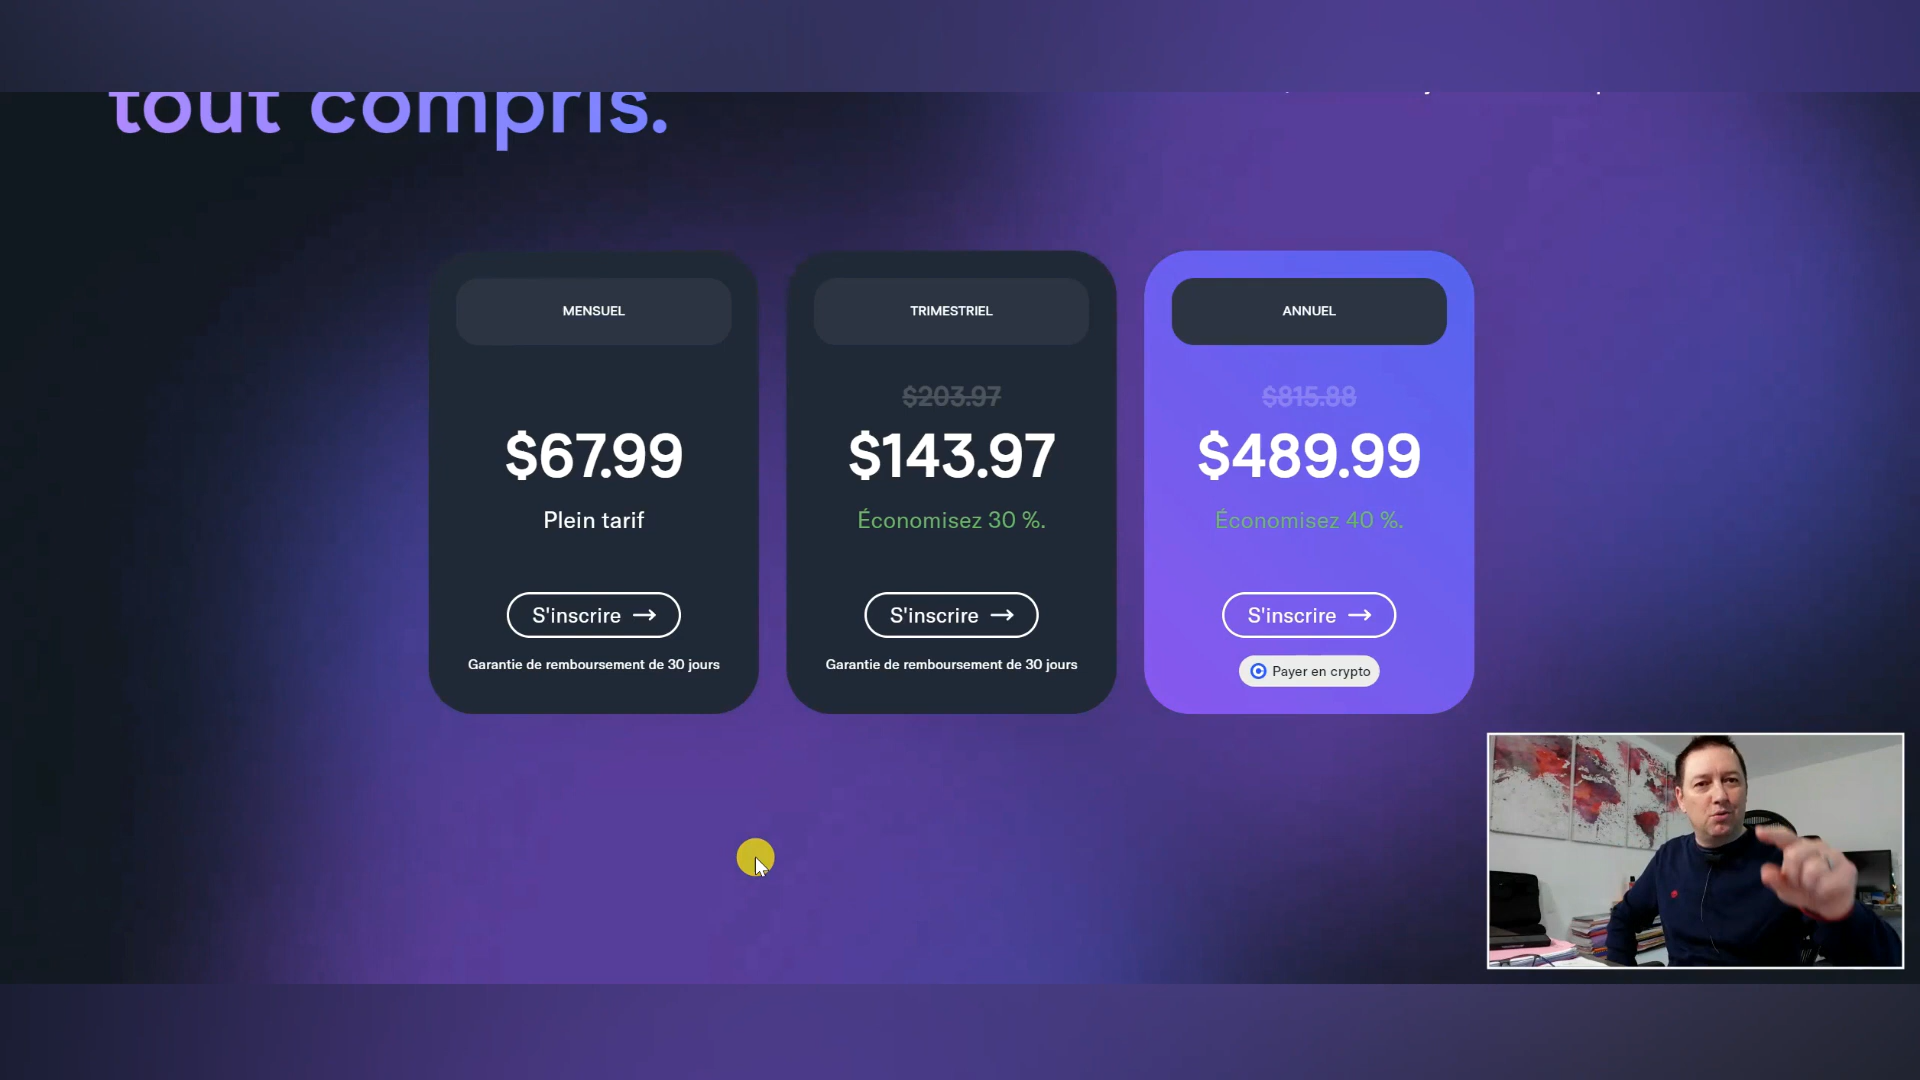 tout compris.
MENSUEL
$67.99
Plein tarif
S'inscrire
Garantie de remboursement de 30 jours
TRIMESTRIEL
$203.97
$143.97
Économisez 30 %.
S'inscrire
Garantie de remboursement de 30 jours
ANNUEL
$815.88
$489.99
Économisez 40 %.
S'inscrire
Payer en crypto